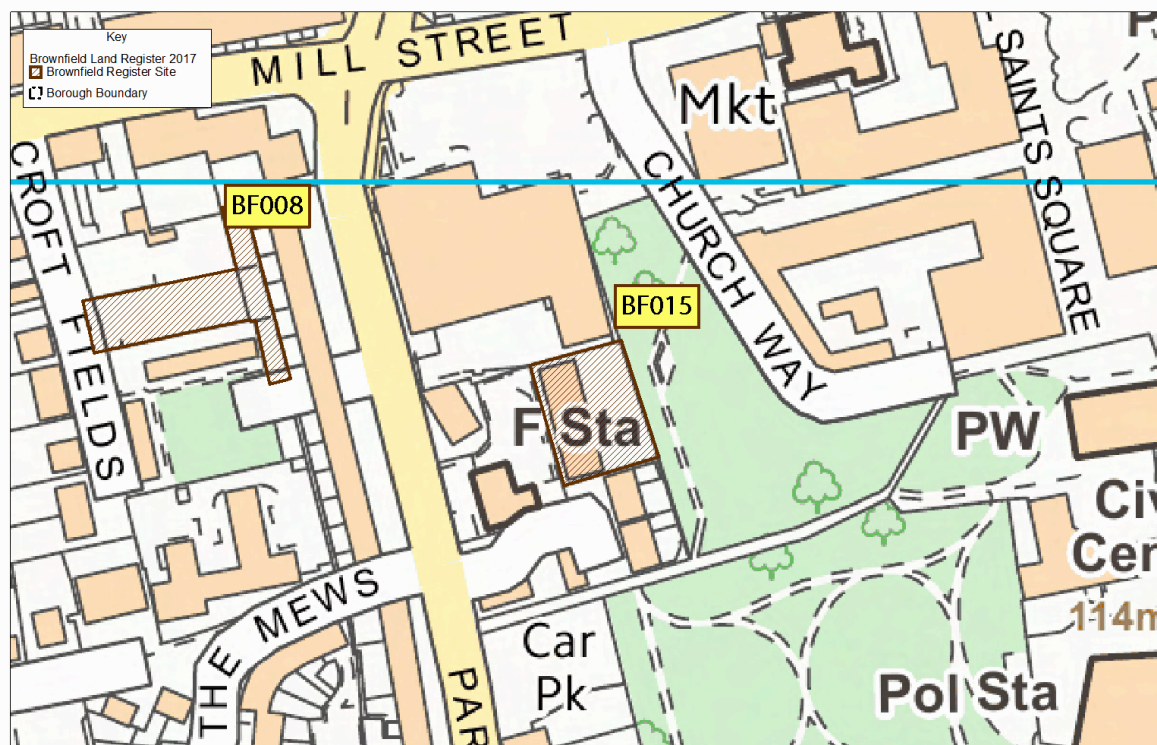 Key
Brownfield Land Register 2017
Brownfield Register Site
Borough Boundary
MILL STREET
Mkt
SAINTS SQUARE
CROFT FIELDS
CHURCH WAY
BF008
BF015
F Sta
PW
Civ
Cen
114m
THE MEWS
Car
Pk
PAR
Pol Sta